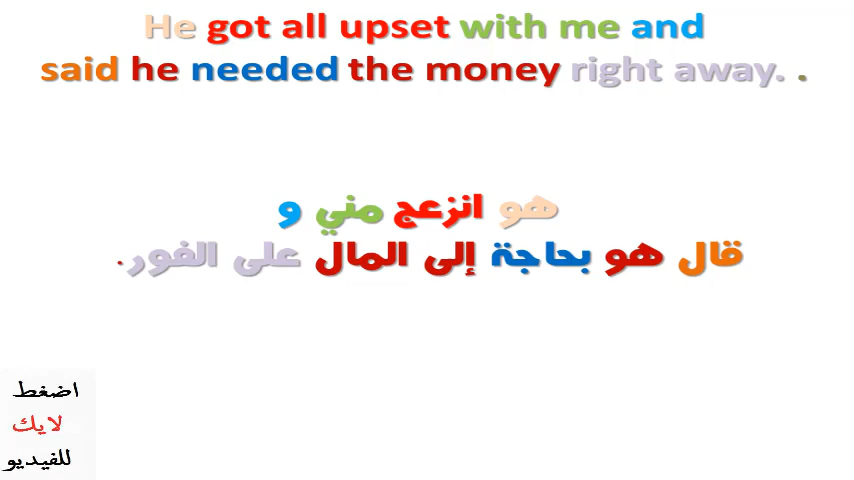 He got all upset with me and
said he needed the money right away. .
هو انزعج مني و
قال هو بحاجة إلى المال على الفور.
اضغط
لايك
للفيديو